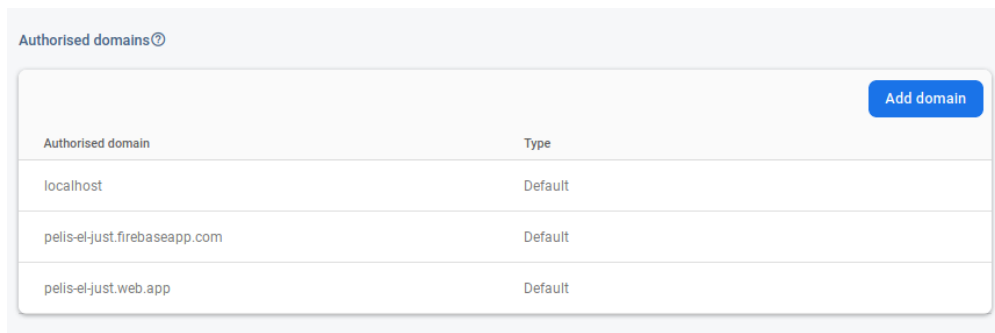 Authorised domains
Add domain
Authorised domain Type
localhost Default
pelis-el-just.firebaseapp.com Default
pelis-el-just.web.app Default